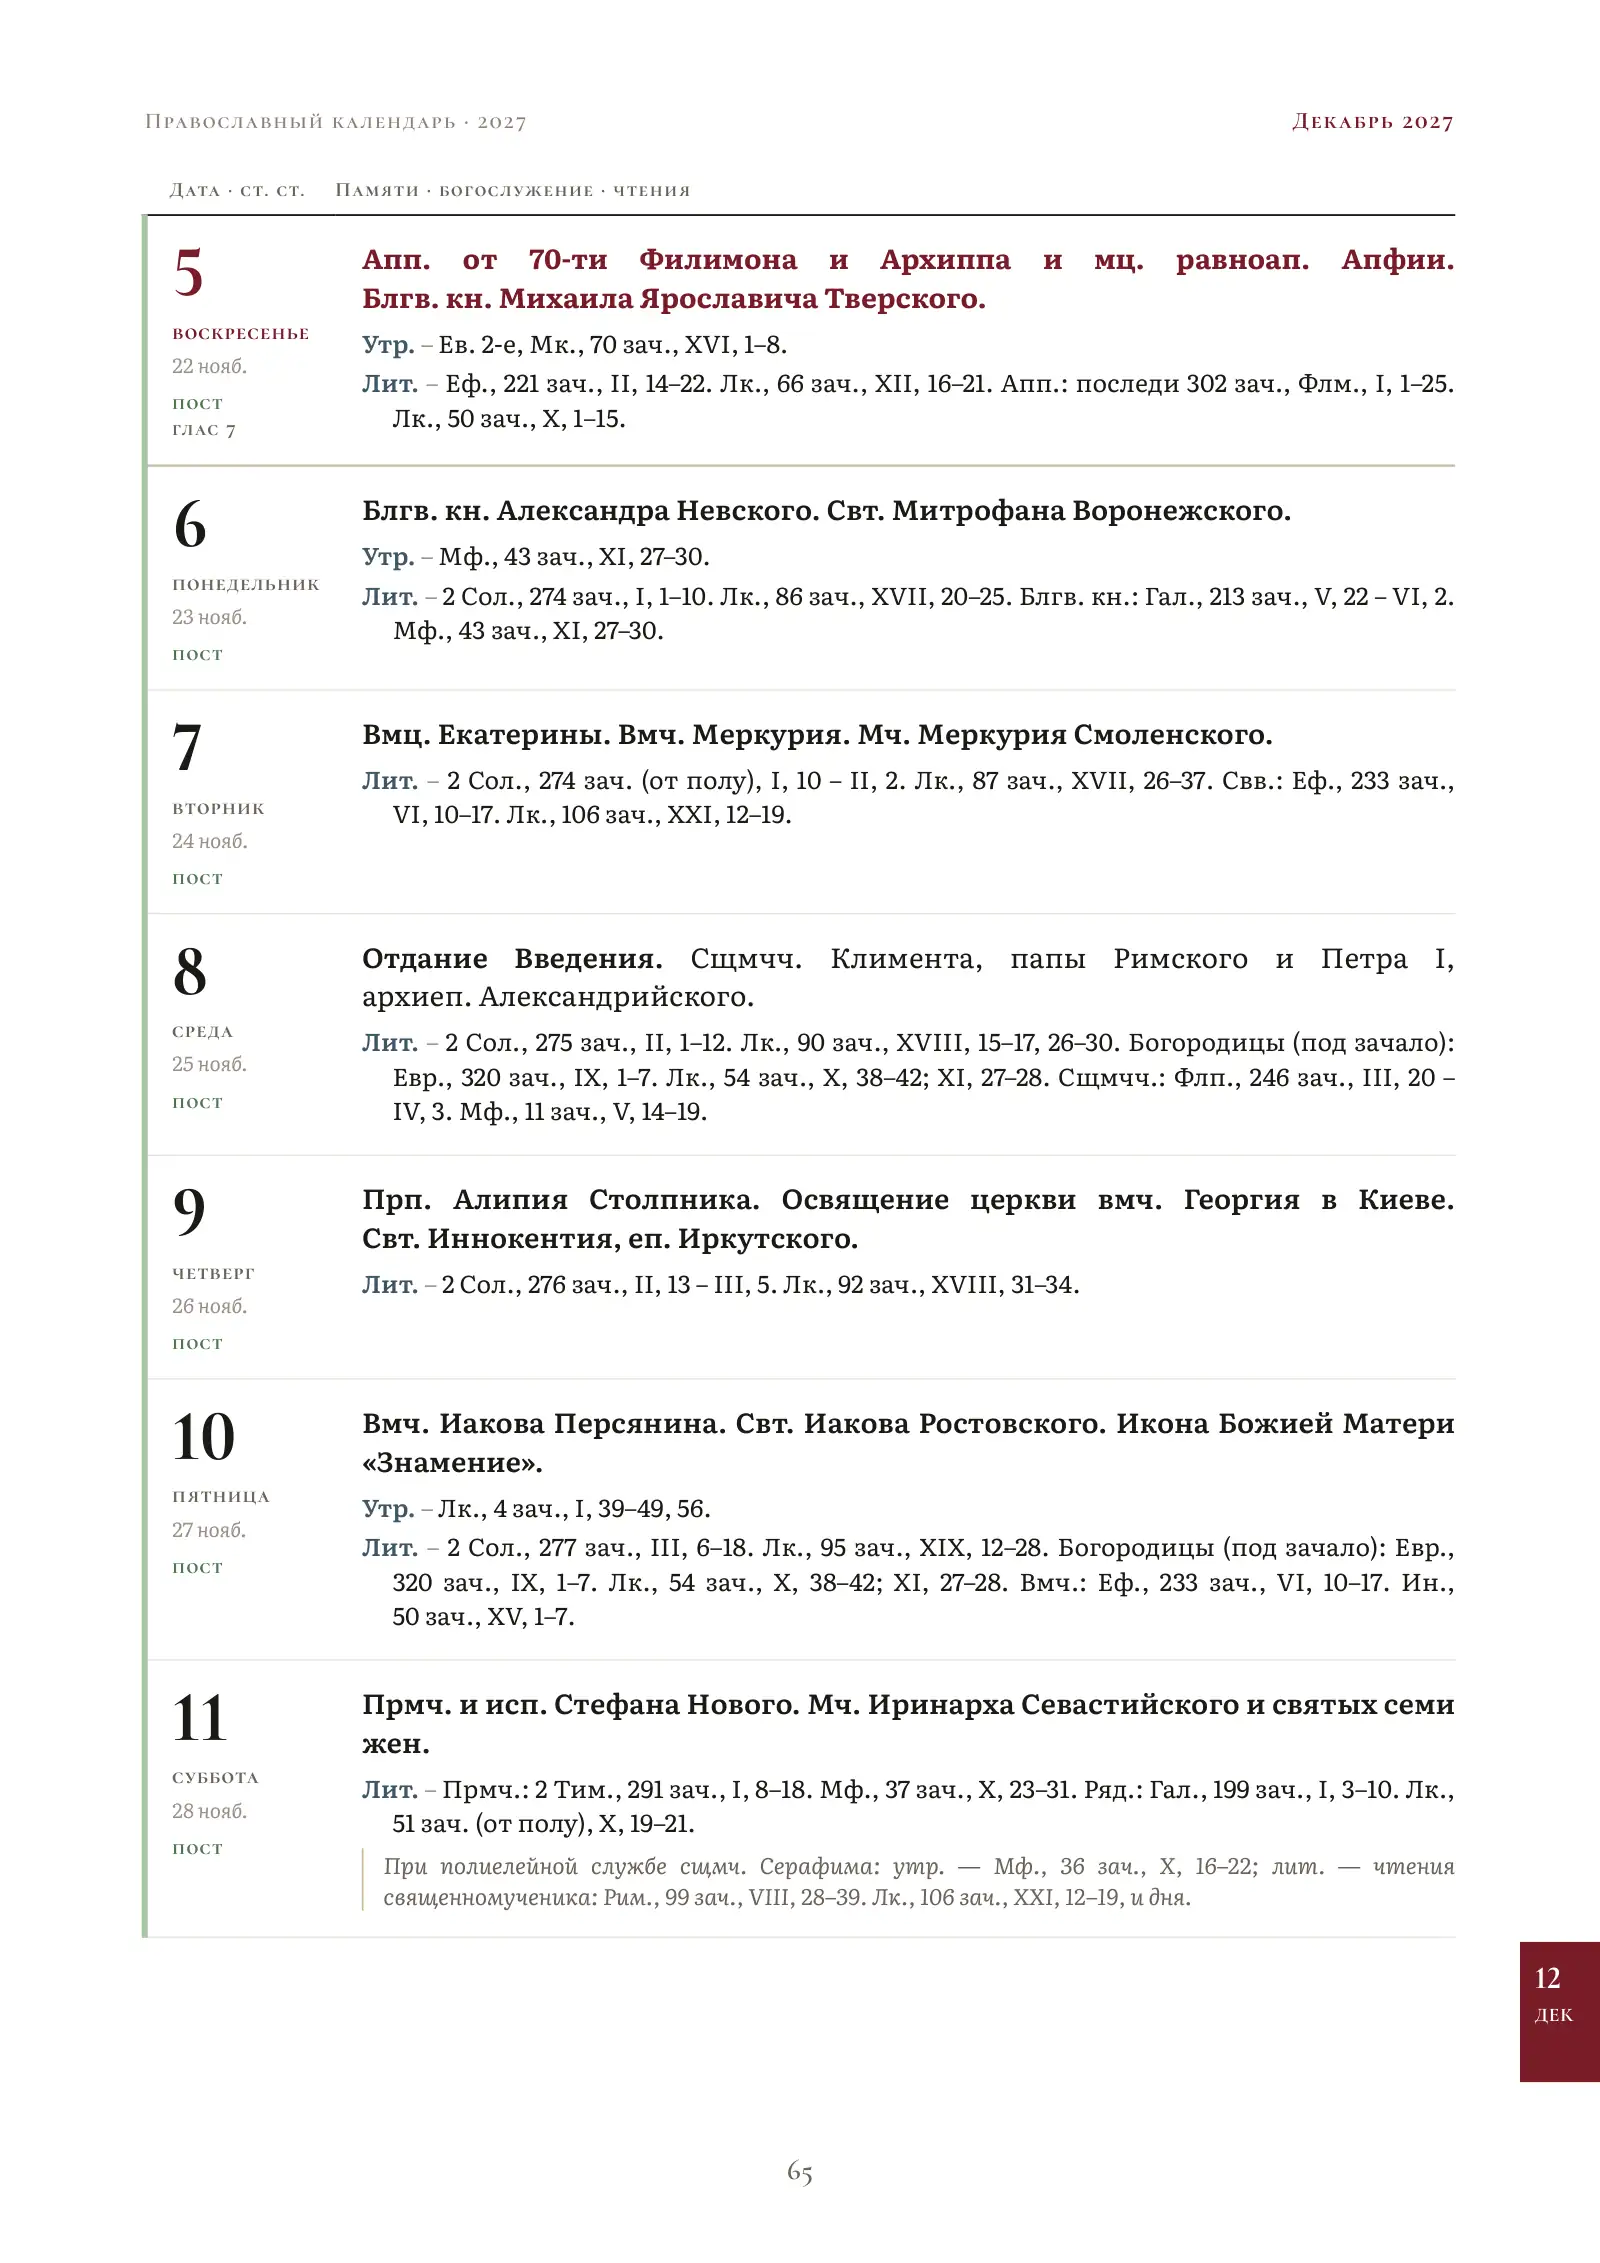 Православный календарь · 2027
Декабрь 2027
Дата · ст. ст. Памяти · богослужение · чтения
5
воскресенье
22 нояб.
пост
глас 7
Апп. от 70-ти Филимона и Архиппа и мц. равноап. Апфии.
Блгв. кн. Михаила Ярославича Тверского.
Утр. – Ев. 2-е, Мк., 70 зач., XVI, 1–8.
Лит. – Еф., 221 зач., II, 14–22. Лк., 66 зач., XII, 16–21. Апп.: последи 302 зач., Флм., I, 1–25.
Лк., 50 зач., X, 1–15.
6
понедельник
23 нояб.
пост
Блгв. кн. Александра Невского. Свт. Митрофана Воронежского.
Утр. – Мф., 43 зач., XI, 27–30.
Лит. – 2 Сол., 274 зач., I, 1–10. Лк., 86 зач., XVII, 20–25. Блгв. кн.: Гал., 213 зач., V, 22 – VI, 2.
Мф., 43 зач., XI, 27–30.
7
вторник
24 нояб.
пост
Вмц. Екатерины. Вмч. Меркурия. Мч. Меркурия Смоленского.
Лит. – 2 Сол., 274 зач. (от полу), I, 10 – II, 2. Лк., 87 зач., XVII, 26–37. Свв.: Еф., 233 зач.,
VI, 10–17. Лк., 106 зач., XXI, 12–19.
8
среда
25 нояб.
пост
Отдание Введения. Сщмчч. Климента, папы Римского и Петра I,
архиеп. Александрийского.
Лит. – 2 Сол., 275 зач., II, 1–12. Лк., 90 зач., XVIII, 15–17, 26–30. Богородицы (под зачало):
Евр., 320 зач., IX, 1–7. Лк., 54 зач., X, 38–42; XI, 27–28. Сщмчч.: Флп., 246 зач., III, 20 –
IV, 3. Мф., 11 зач., V, 14–19.
9
четверг
26 нояб.
пост
Прп. Алипия Столпника. Освящение церкви вмч. Георгия в Киеве.
Свт. Иннокентия, еп. Иркутского.
Лит. – 2 Сол., 276 зач., II, 13 – III, 5. Лк., 92 зач., XVIII, 31–34.
10
пятница
27 нояб.
пост
Вмч. Иакова Персянина. Свт. Иакова Ростовского. Икона Божией Матери
«Знамение».
Утр. – Лк., 4 зач., I, 39–49, 56.
Лит. – 2 Сол., 277 зач., III, 6–18. Лк., 95 зач., XIX, 12–28. Богородицы (под зачало): Евр.,
320 зач., IX, 1–7. Лк., 54 зач., X, 38–42; XI, 27–28. Вмч.: Еф., 233 зач., VI, 10–17. Ин.,
50 зач., XV, 1–7.
11
суббота
28 нояб.
пост
Прмч. и исп. Стефана Нового. Мч. Иринарха Севастийского и святых семи
жен.
Лит. – Прмч.: 2 Тим., 291 зач., I, 8–18. Мф., 37 зач., X, 23–31. Ряд.: Гал., 199 зач., I, 3–10. Лк.,
51 зач. (от полу), X, 19–21.
При полиелейной службе сщмч. Серафима: утр. — Мф., 36 зач., X, 16–22; лит. — чтения
священномученика: Рим., 99 зач., VIII, 28–39. Лк., 106 зач., XXI, 12–19, и дня.
12
дек
65